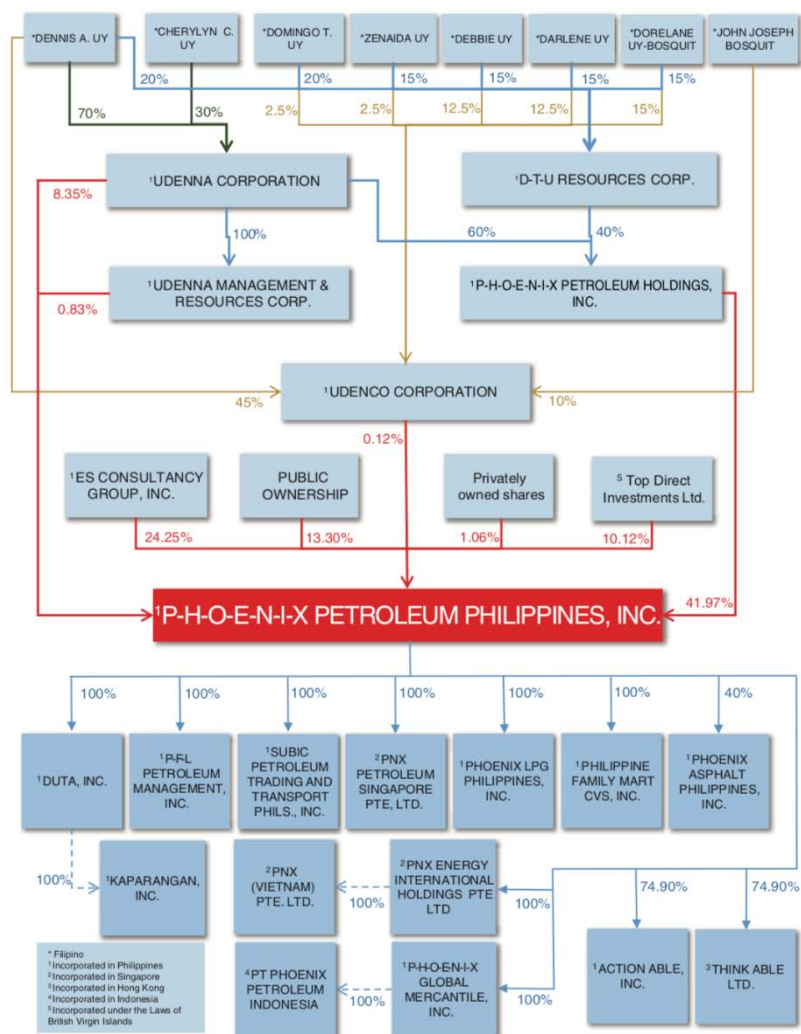 *DENNIS A. UY
*CHERYLYN C.
UY
*DOMINGO T.
UY
*ZENAIDA UY
*DEBBIE UY
*DARLENE UY
*DORELANE
UY-BOSQUIT
*JOHN JOSEPH
BOSQUIT
20%
20%
15%
15%
15%
15%
70%
30%
2.5%
2.5%
12.5%
12.5%
15%
¹UDENNA CORPORATION
¹D-T-U RESOURCES CORP.
8.35%
100%
60%
40%
¹UDENNA MANAGEMENT &
RESOURCES CORP.
¹P-H-O-E-N-I-X PETROLEUM HOLDINGS,
INC.
0.83%
¹UDENCO CORPORATION
45%
10%
0.12%
¹ES CONSULTANCY
GROUP, INC.
PUBLIC
OWNERSHIP
Privately
owned shares
⁵ Top Direct
Investments Ltd.
24.25%
13.30%
1.06%
10.12%
¹P-H-O-E-N-I-X PETROLEUM PHILIPPINES, INC.
41.97%
100%
100%
100%
100%
100%
100%
40%
¹DUTA, INC.
¹P-F-L
PETROLEUM
MANAGEMENT,
INC.
¹SUBIC
PETROLEUM
TRADING AND
TRANSPORT
PHILS., INC.
²PNX
PETROLEUM
SINGAPORE
PTE, LTD.
¹PHOENIX LPG
PHILIPPINES,
INC.
¹PHILIPPINE
FAMILY MART
CVS, INC.
¹PHOENIX
ASPHALT
PHILIPPINES,
INC.
100%
¹KAPARANGAN,
INC.
²PNX
(VIETNAM)
PTE. LTD.
100%
²PNX ENERGY
INTERNATIONAL
HOLDINGS PTE
LTD
100%
74.90%
74.90%
⁴PT PHOENIX
PETROLEUM
INDONESIA
100%
¹P-H-O-E-N-I-X
GLOBAL
MERCANTILE,
INC.
100%
¹ACTION ABLE,
INC.
³THINK ABLE
LTD.
* Filipino
¹ Incorporated in Philippines
² Incorporated in Singapore
³ Incorporated in Hong Kong
⁴ Incorporated in Indonesia
⁵ Incorporated under the Laws of
British Virgin Islands